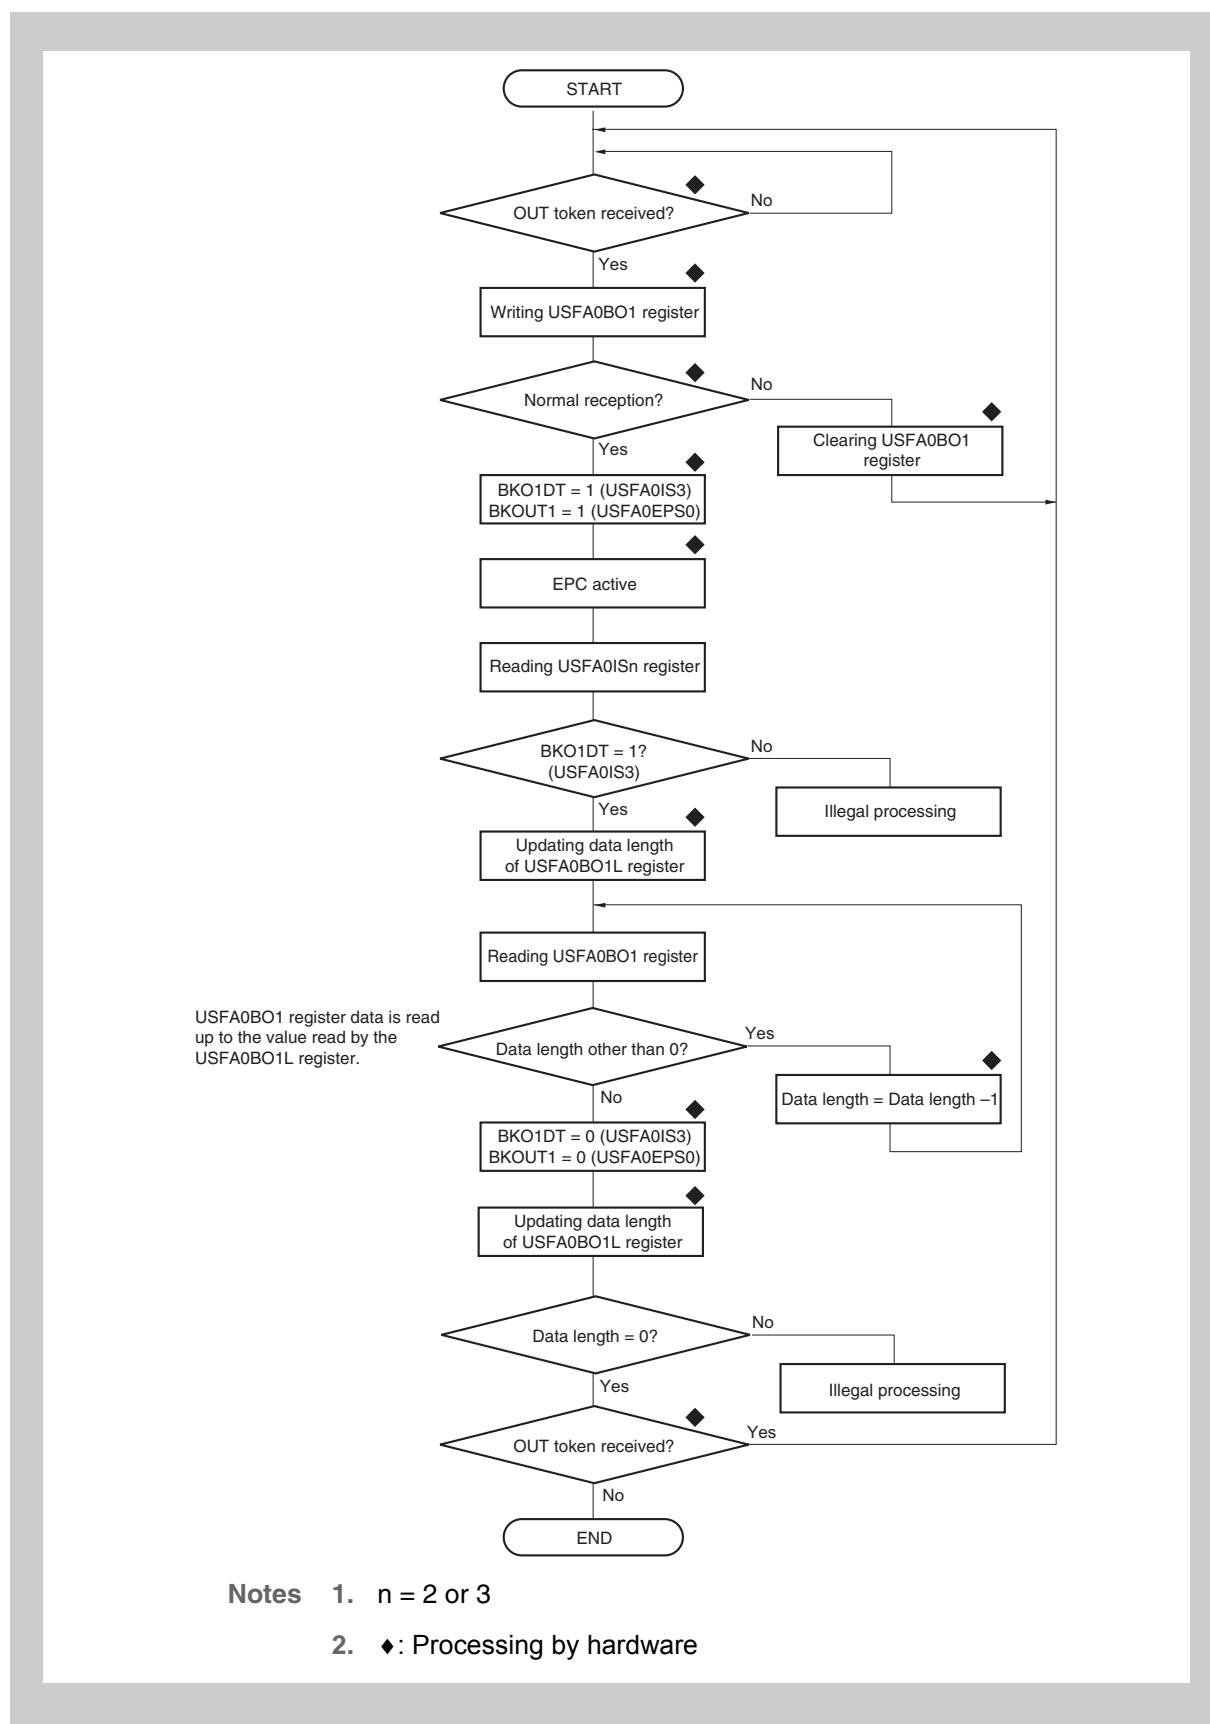 START
OUT token received?
No
Yes
Writing USFA0BO1 register
Normal reception?
No
Clearing USFA0BO1
register
Yes
BKO1DT = 1 (USFA0IS3)
BKOUT1 = 1 (USFA0EPS0)
EPC active
Reading USFA0ISn register
BKO1DT = 1?
(USFA0IS3)
No
Illegal processing
Yes
Updating data length
of USFA0BO1L register
Reading USFA0BO1 register
USFA0BO1 register data is read
up to the value read by the
USFA0BO1L register.
Data length other than 0?
Yes
Data length = Data length –1
No
BKO1DT = 0 (USFA0IS3)
BKOUT1 = 0 (USFA0EPS0)
Updating data length
of USFA0BO1L register
Data length = 0?
No
Illegal processing
Yes
OUT token received?
Yes
No
END
Notes 1. n = 2 or 3
2. ♦: Processing by hardware